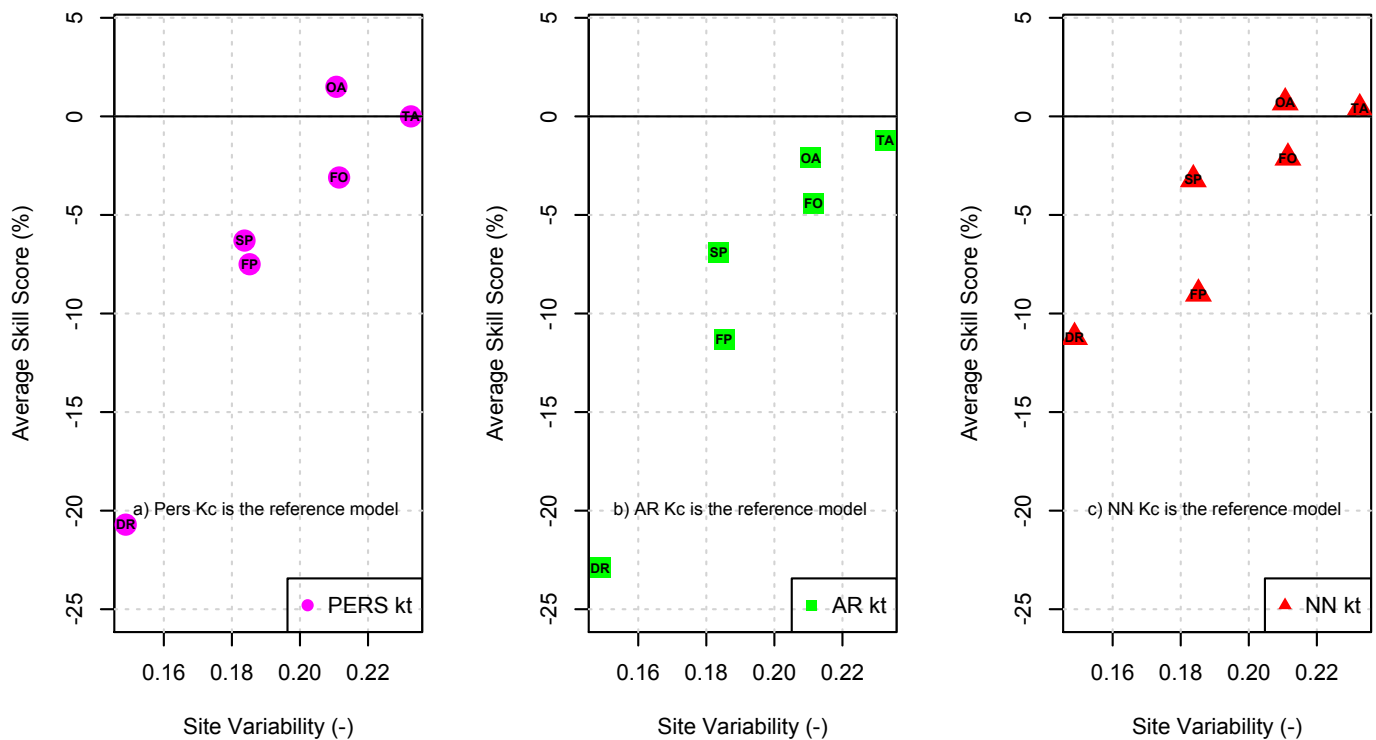 5
0
-5
-10
-15
-20
-25
Average Skill Score (%)
OA
TA
FO
SP
FP
DR
a) Pers Kc is the reference model
PERS kt
0.16 0.18 0.20 0.22
Site Variability (-)
5
0
-5
-10
-15
-20
-25
Average Skill Score (%)
TA
OA
FO
SP
FP
DR
b) AR Kc is the reference model
AR kt
0.16 0.18 0.20 0.22
Site Variability (-)
5
0
-5
-10
-15
-20
-25
Average Skill Score (%)
OA
TA
FO
SP
FP
DR
c) NN Kc is the reference model
NN kt
0.16 0.18 0.20 0.22
Site Variability (-)